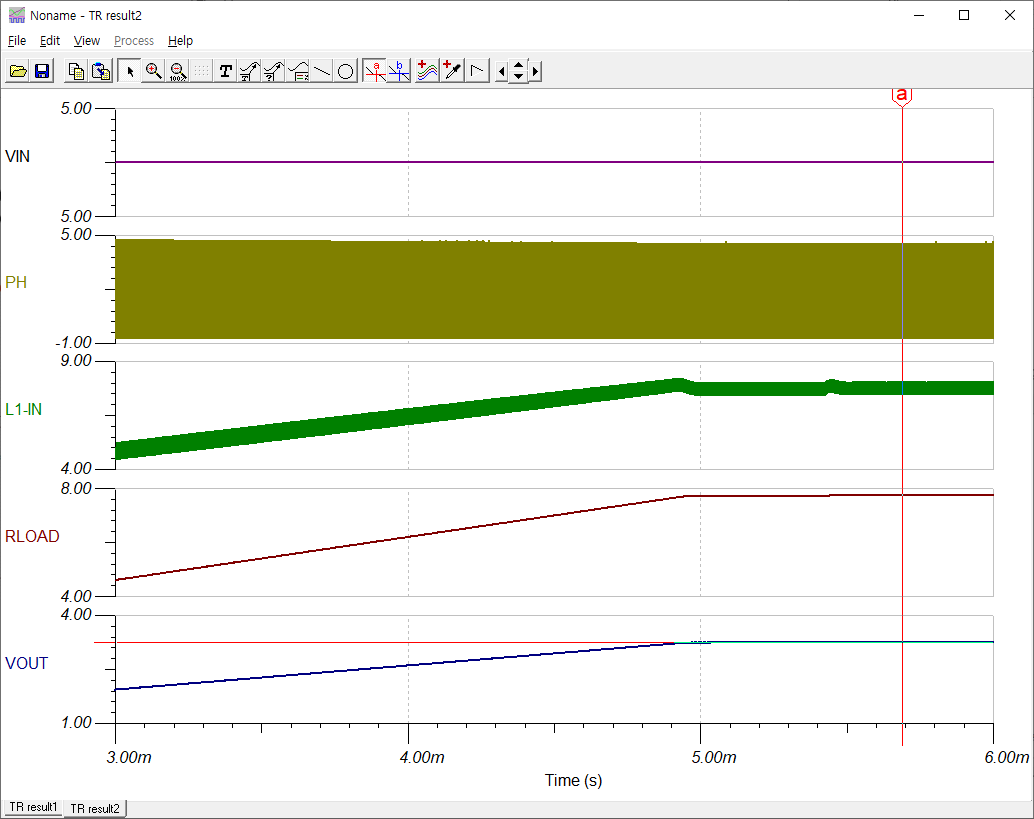 Noname - TR result2
File Edit View Process Help
100%
T
a
b
a
5.00
VIN
5.00
5.00
PH
-1.00
9.00
L1-IN
4.00
8.00
RLOAD
4.00
4.00
VOUT
1.00
3.00m 4.00m 5.00m 6.00m
Time (s)
TR result1 TR result2